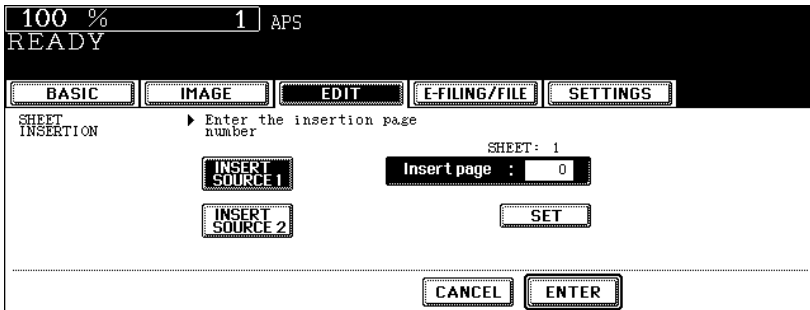 100 % 1 APS
READY
BASIC IMAGE EDIT E-FILING/FILE SETTINGS
SHEET INSERTION
Enter the insertion page number
SHEET: 1
INSERT SOURCE 1
Insert page : 0
INSERT SOURCE 2
SET
CANCEL ENTER